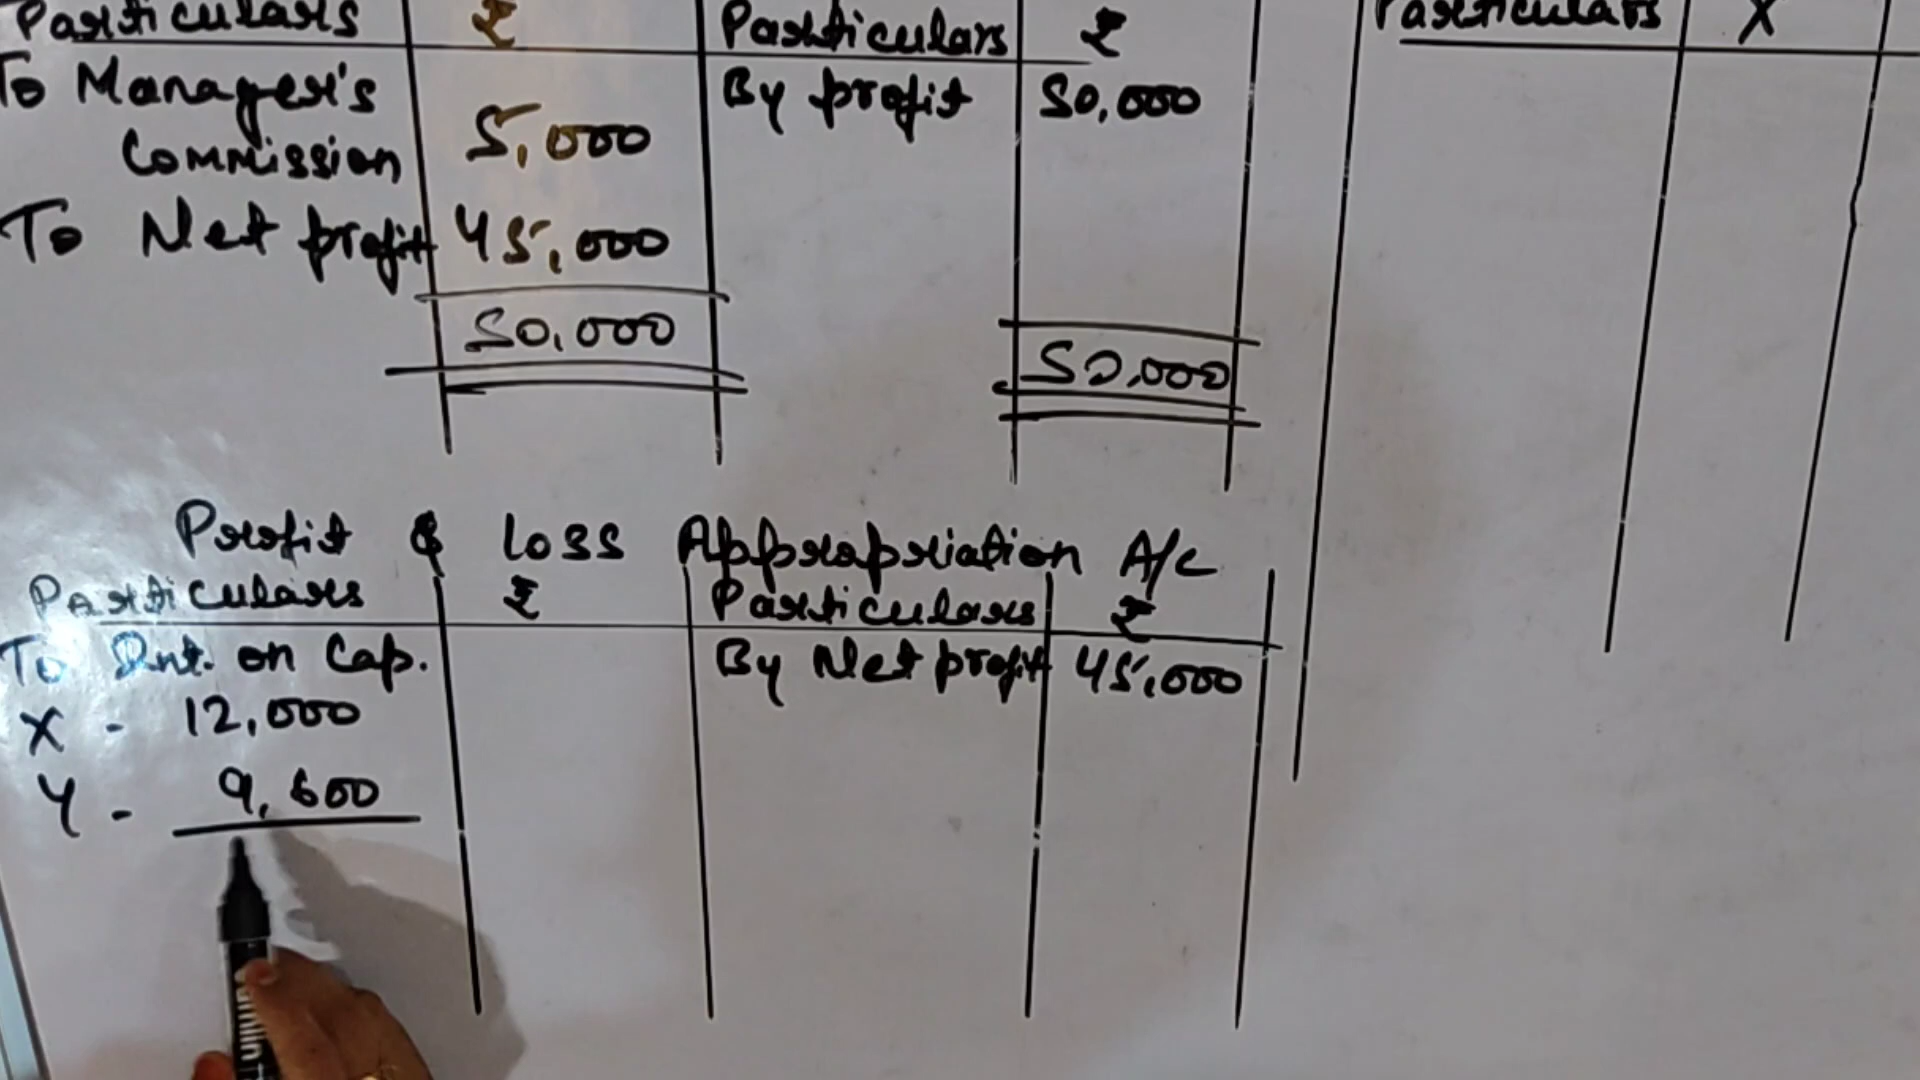 Particulars ₹ Particulars ₹
To Manager's By profit 50,000
Commission 5,000
To Net profit 45,000
50,000 50,000
Profit & Loss Appropriation A/c
Particulars ₹ Particulars ₹
To Int. on Cap. By Net profit 45,000
X - 12,000
Y - 9,600
Particulars X